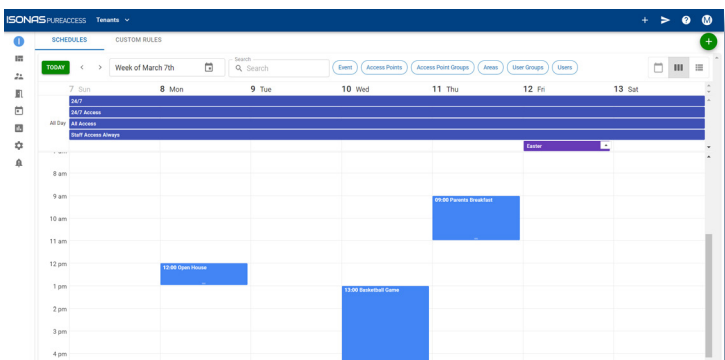 ISONAS PUREACCESS Tenants
SCHEDULES CUSTOM RULES
TODAY Week of March 7th Search Search Event Access Points Access Point Groups Areas User Groups Users
7 Sun 8 Mon 9 Tue 10 Wed 11 Thu 12 Fri 13 Sat
24/7
24/7 Access
All Day All Access
Staff Access Always
Easter
8 am
9 am 09:00 Parents Breakfast
10 am
11 am
12 pm 12:00 Open House
1 pm 13:00 Basketball Game
2 pm
3 pm
4 pm